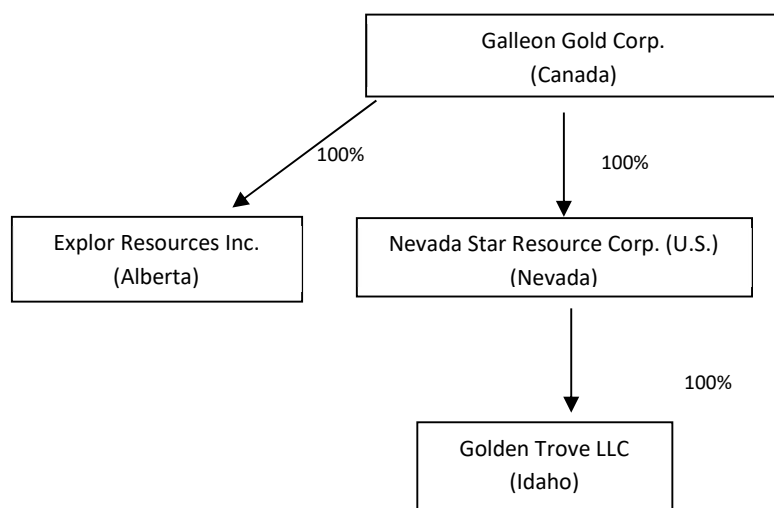 Galleon Gold Corp.
(Canada)
100%
100%
Explor Resources Inc.
(Alberta)
Nevada Star Resource Corp. (U.S.)
(Nevada)
100%
Golden Trove LLC
(Idaho)